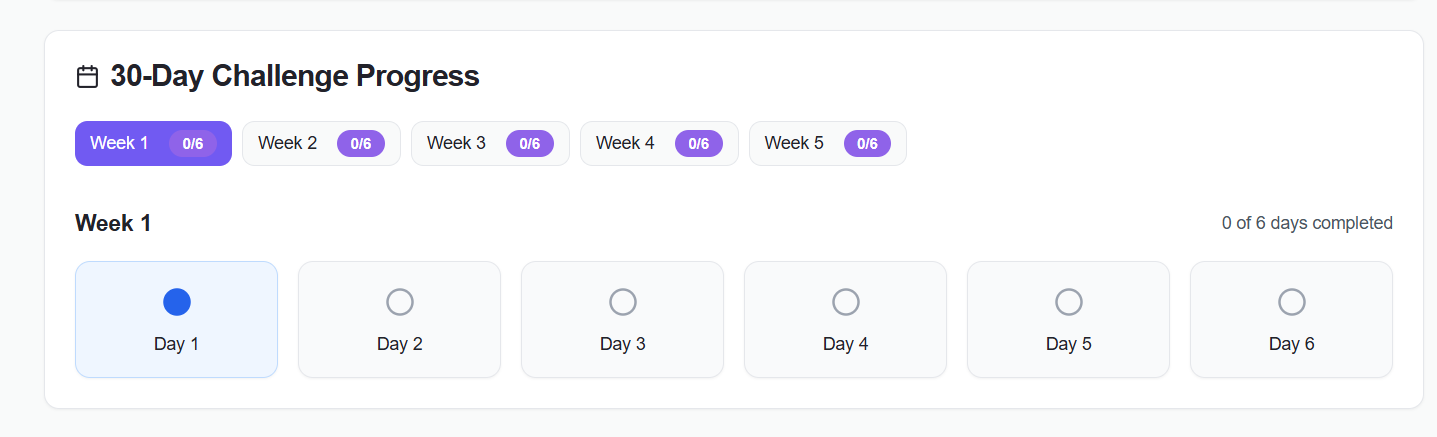 30-Day Challenge Progress
Week 1 0/6 Week 2 0/6 Week 3 0/6 Week 4 0/6 Week 5 0/6
Week 1 0 of 6 days completed
Day 1 Day 2 Day 3 Day 4 Day 5 Day 6